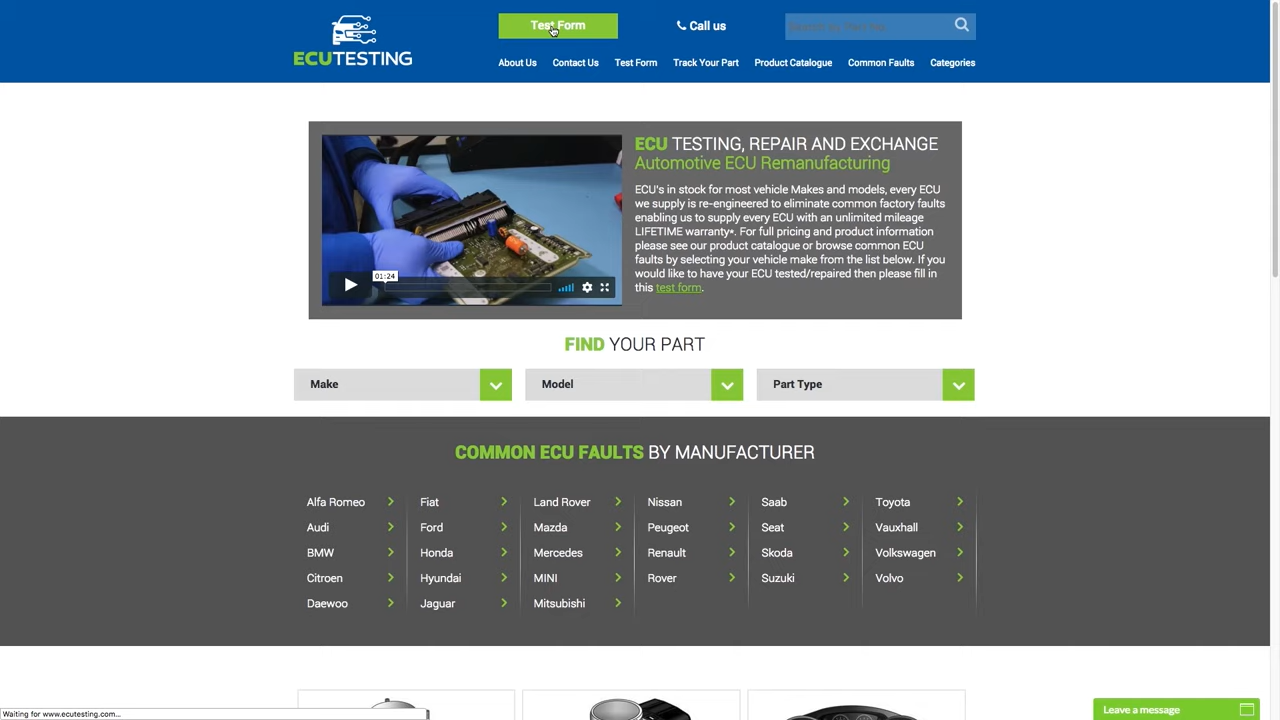 Test Form
Call us
Search by Part No.
ECUTESTING
About Us
Contact Us
Test Form
Track Your Part
Product Catalogue
Common Faults
Categories
ECU TESTING, REPAIR AND EXCHANGE
Automotive ECU Remanufacturing
ECU's in stock for most vehicle Makes and models, every ECU
we supply is re-engineered to eliminate common factory faults
enabling us to supply every ECU with an unlimited mileage
LIFETIME warranty*. For full pricing and product information
please see our product catalogue or browse common ECU
faults by selecting your vehicle make from the list below. If you
would like to have your ECU tested/repaired then please fill in
this test form.
01:24
FIND YOUR PART
Make
Model
Part Type
COMMON ECU FAULTS BY MANUFACTURER
Alfa Romeo
Audi
BMW
Citroen
Daewoo
Fiat
Ford
Honda
Hyundai
Jaguar
Land Rover
Mazda
Mercedes
MINI
Mitsubishi
Nissan
Peugeot
Renault
Rover
Saab
Seat
Skoda
Suzuki
Toyota
Vauxhall
Volkswagen
Volvo
Waiting for www.ecutesting.com...
Leave a message